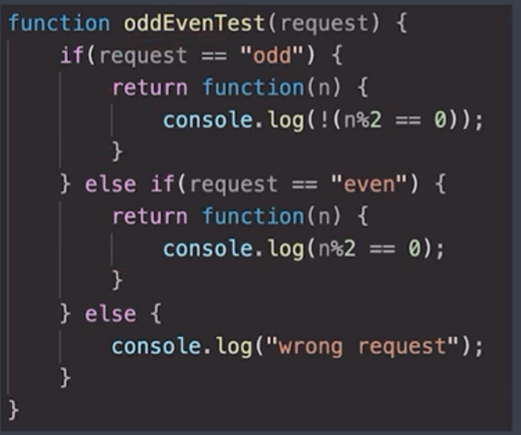 function oddEvenTest(request) {
    if(request == "odd") {
        return function(n) {
            console.log(!(n%2 == 0));
        }
    } else if(request == "even") {
        return function(n) {
            console.log(n%2 == 0);
        }
    } else {
        console.log("wrong request");
    }
}